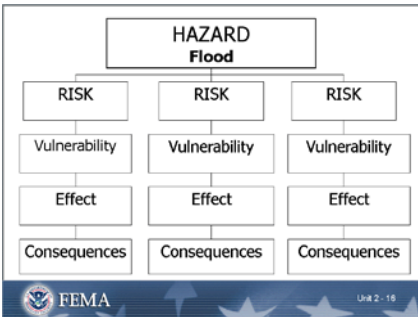 HAZARD
Flood
RISK RISK RISK
Vulnerability Vulnerability Vulnerability
Effect Effect Effect
Consequences Consequences Consequences
FEMA
Unit 2 - 16